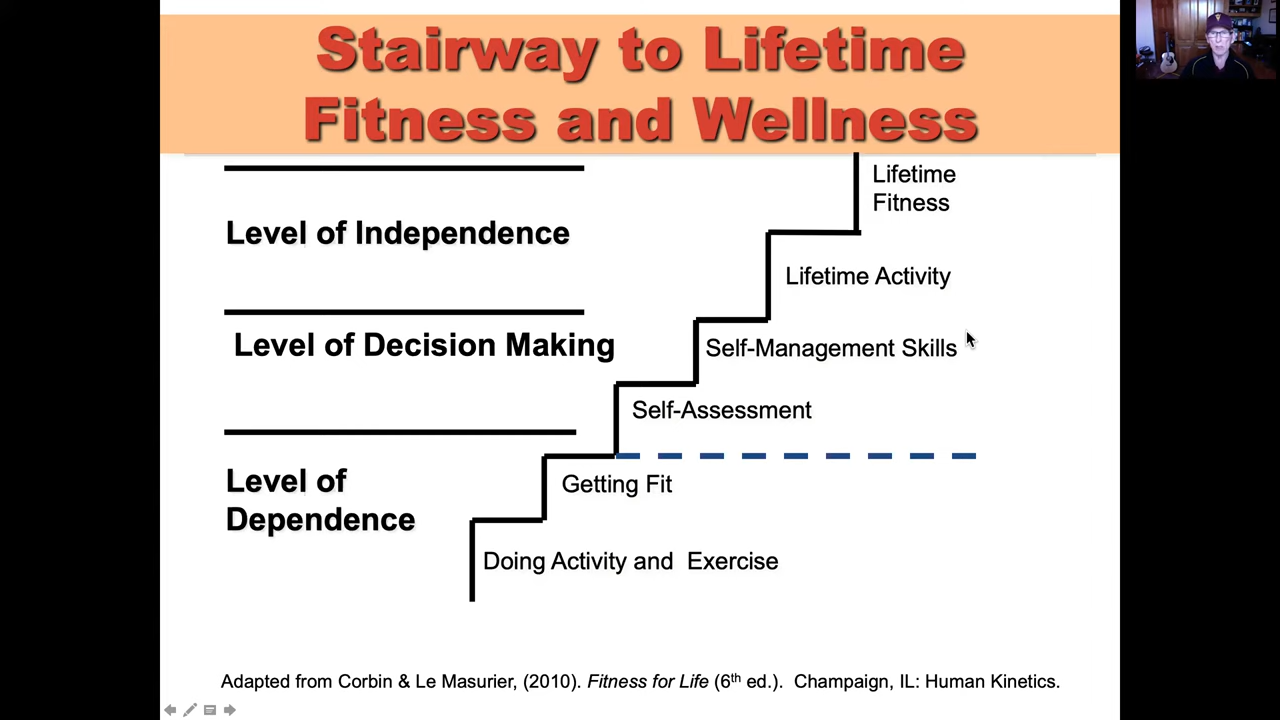 Stairway to Lifetime
Fitness and Wellness
Lifetime
Fitness
Level of Independence
Lifetime Activity
Level of Decision Making
Self-Management Skills
Self-Assessment
Level of
Dependence
Getting Fit
Doing Activity and  Exercise
Adapted from Corbin & Le Masurier, (2010). Fitness for Life (6th ed.).  Champaign, IL: Human Kinetics.